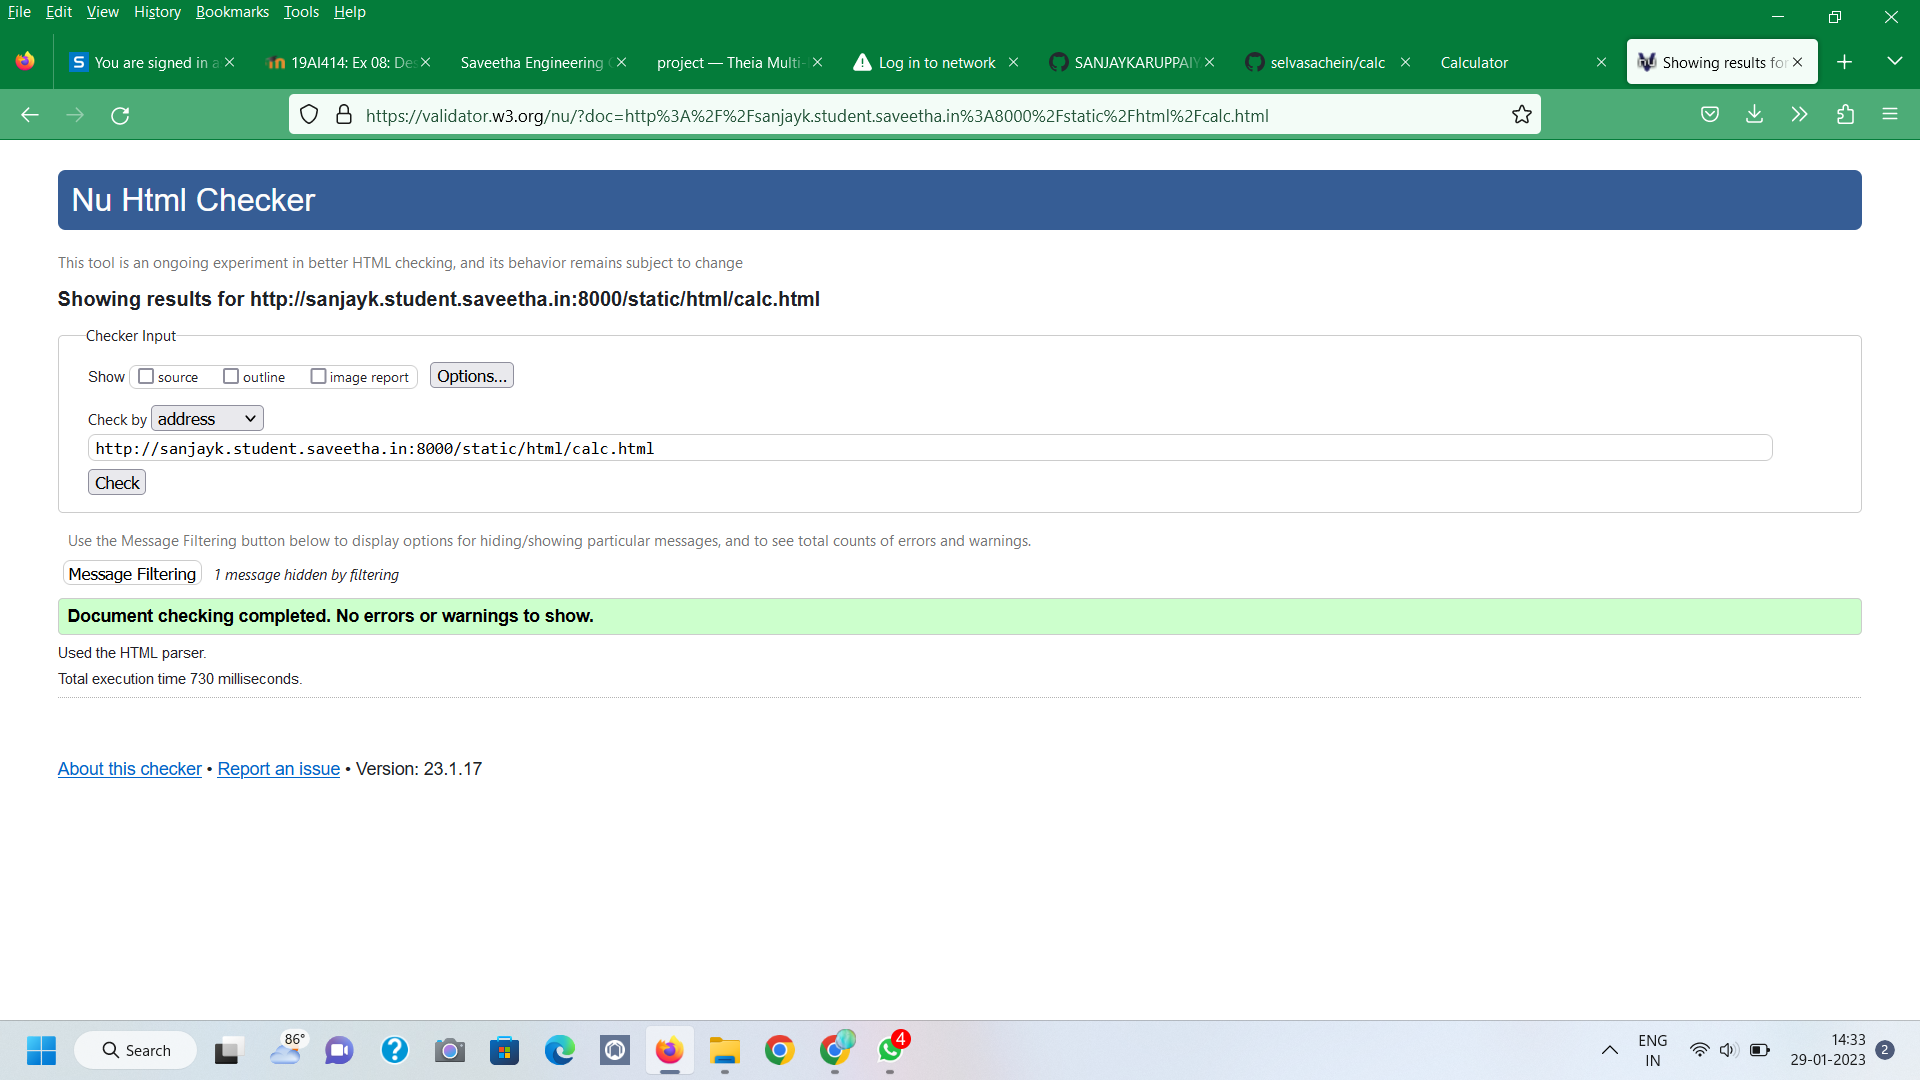 File Edit View History Bookmarks Tools Help
You are signed in a
19AI414: Ex 08: Des
Saveetha Engineering
project — Theia Multi-
Log in to network
SANJAYKARUPPAIY
selvasachein/calc
Calculator
Showing results for
https://validator.w3.org/nu/?doc=http%3A%2F%2Fsanjayk.student.saveetha.in%3A8000%2Fstatic%2Fhtml%2Fcalc.html
Nu Html Checker
This tool is an ongoing experiment in better HTML checking, and its behavior remains subject to change
Showing results for http://sanjayk.student.saveetha.in:8000/static/html/calc.html
Checker Input
Show source outline image report Options...
Check by address
http://sanjayk.student.saveetha.in:8000/static/html/calc.html
Check
Use the Message Filtering button below to display options for hiding/showing particular messages, and to see total counts of errors and warnings.
Message Filtering 1 message hidden by filtering
Document checking completed. No errors or warnings to show.
Used the HTML parser.
Total execution time 730 milliseconds.
About this checker • Report an issue • Version: 23.1.17
Search
86°
4
ENG
IN
14:33
29-01-2023
2